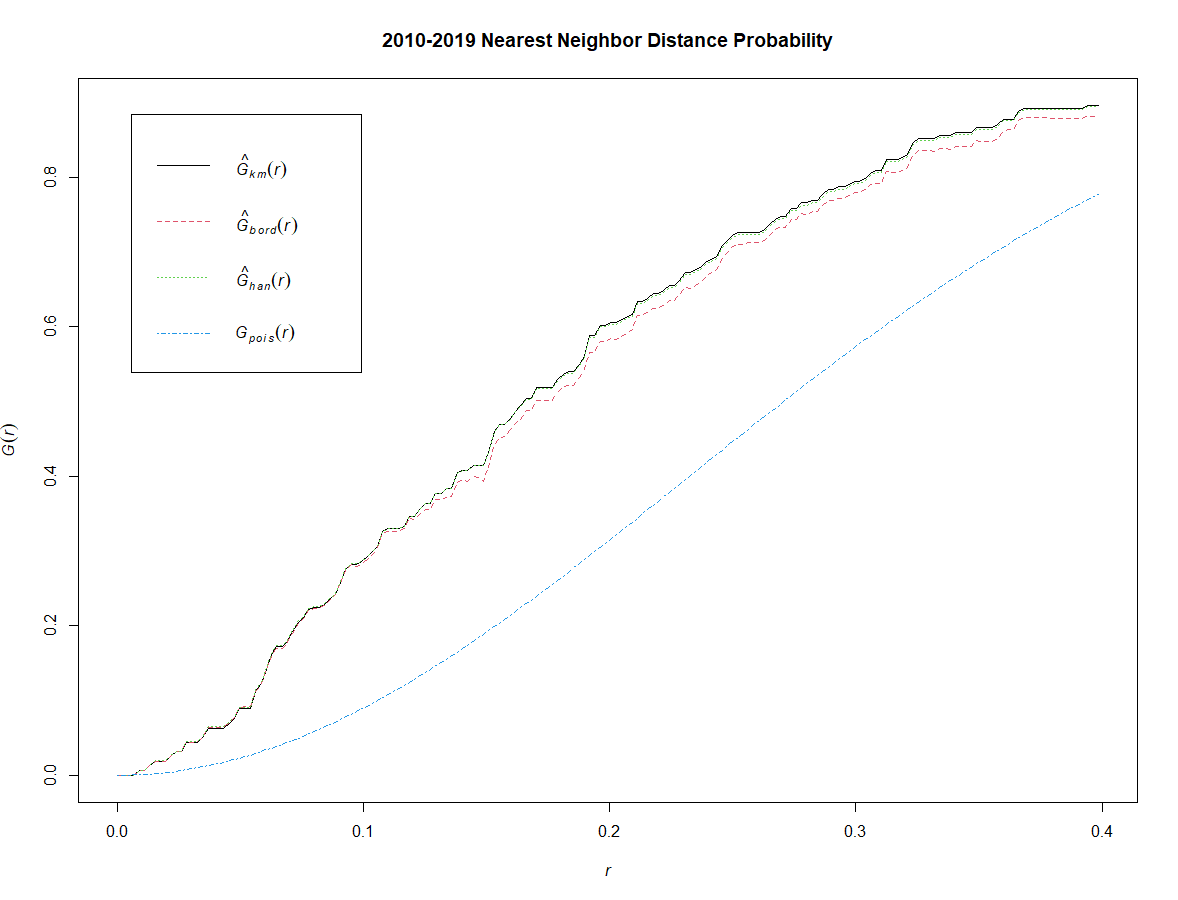 2010-2019 Nearest Neighbor Distance Probability
Ĝkm(r)
Ĝbord(r)
Ĝhan(r)
Gpois(r)
G(r)
0.8
0.6
0.4
0.2
0.0
0.0 0.1 0.2 0.3 0.4
r